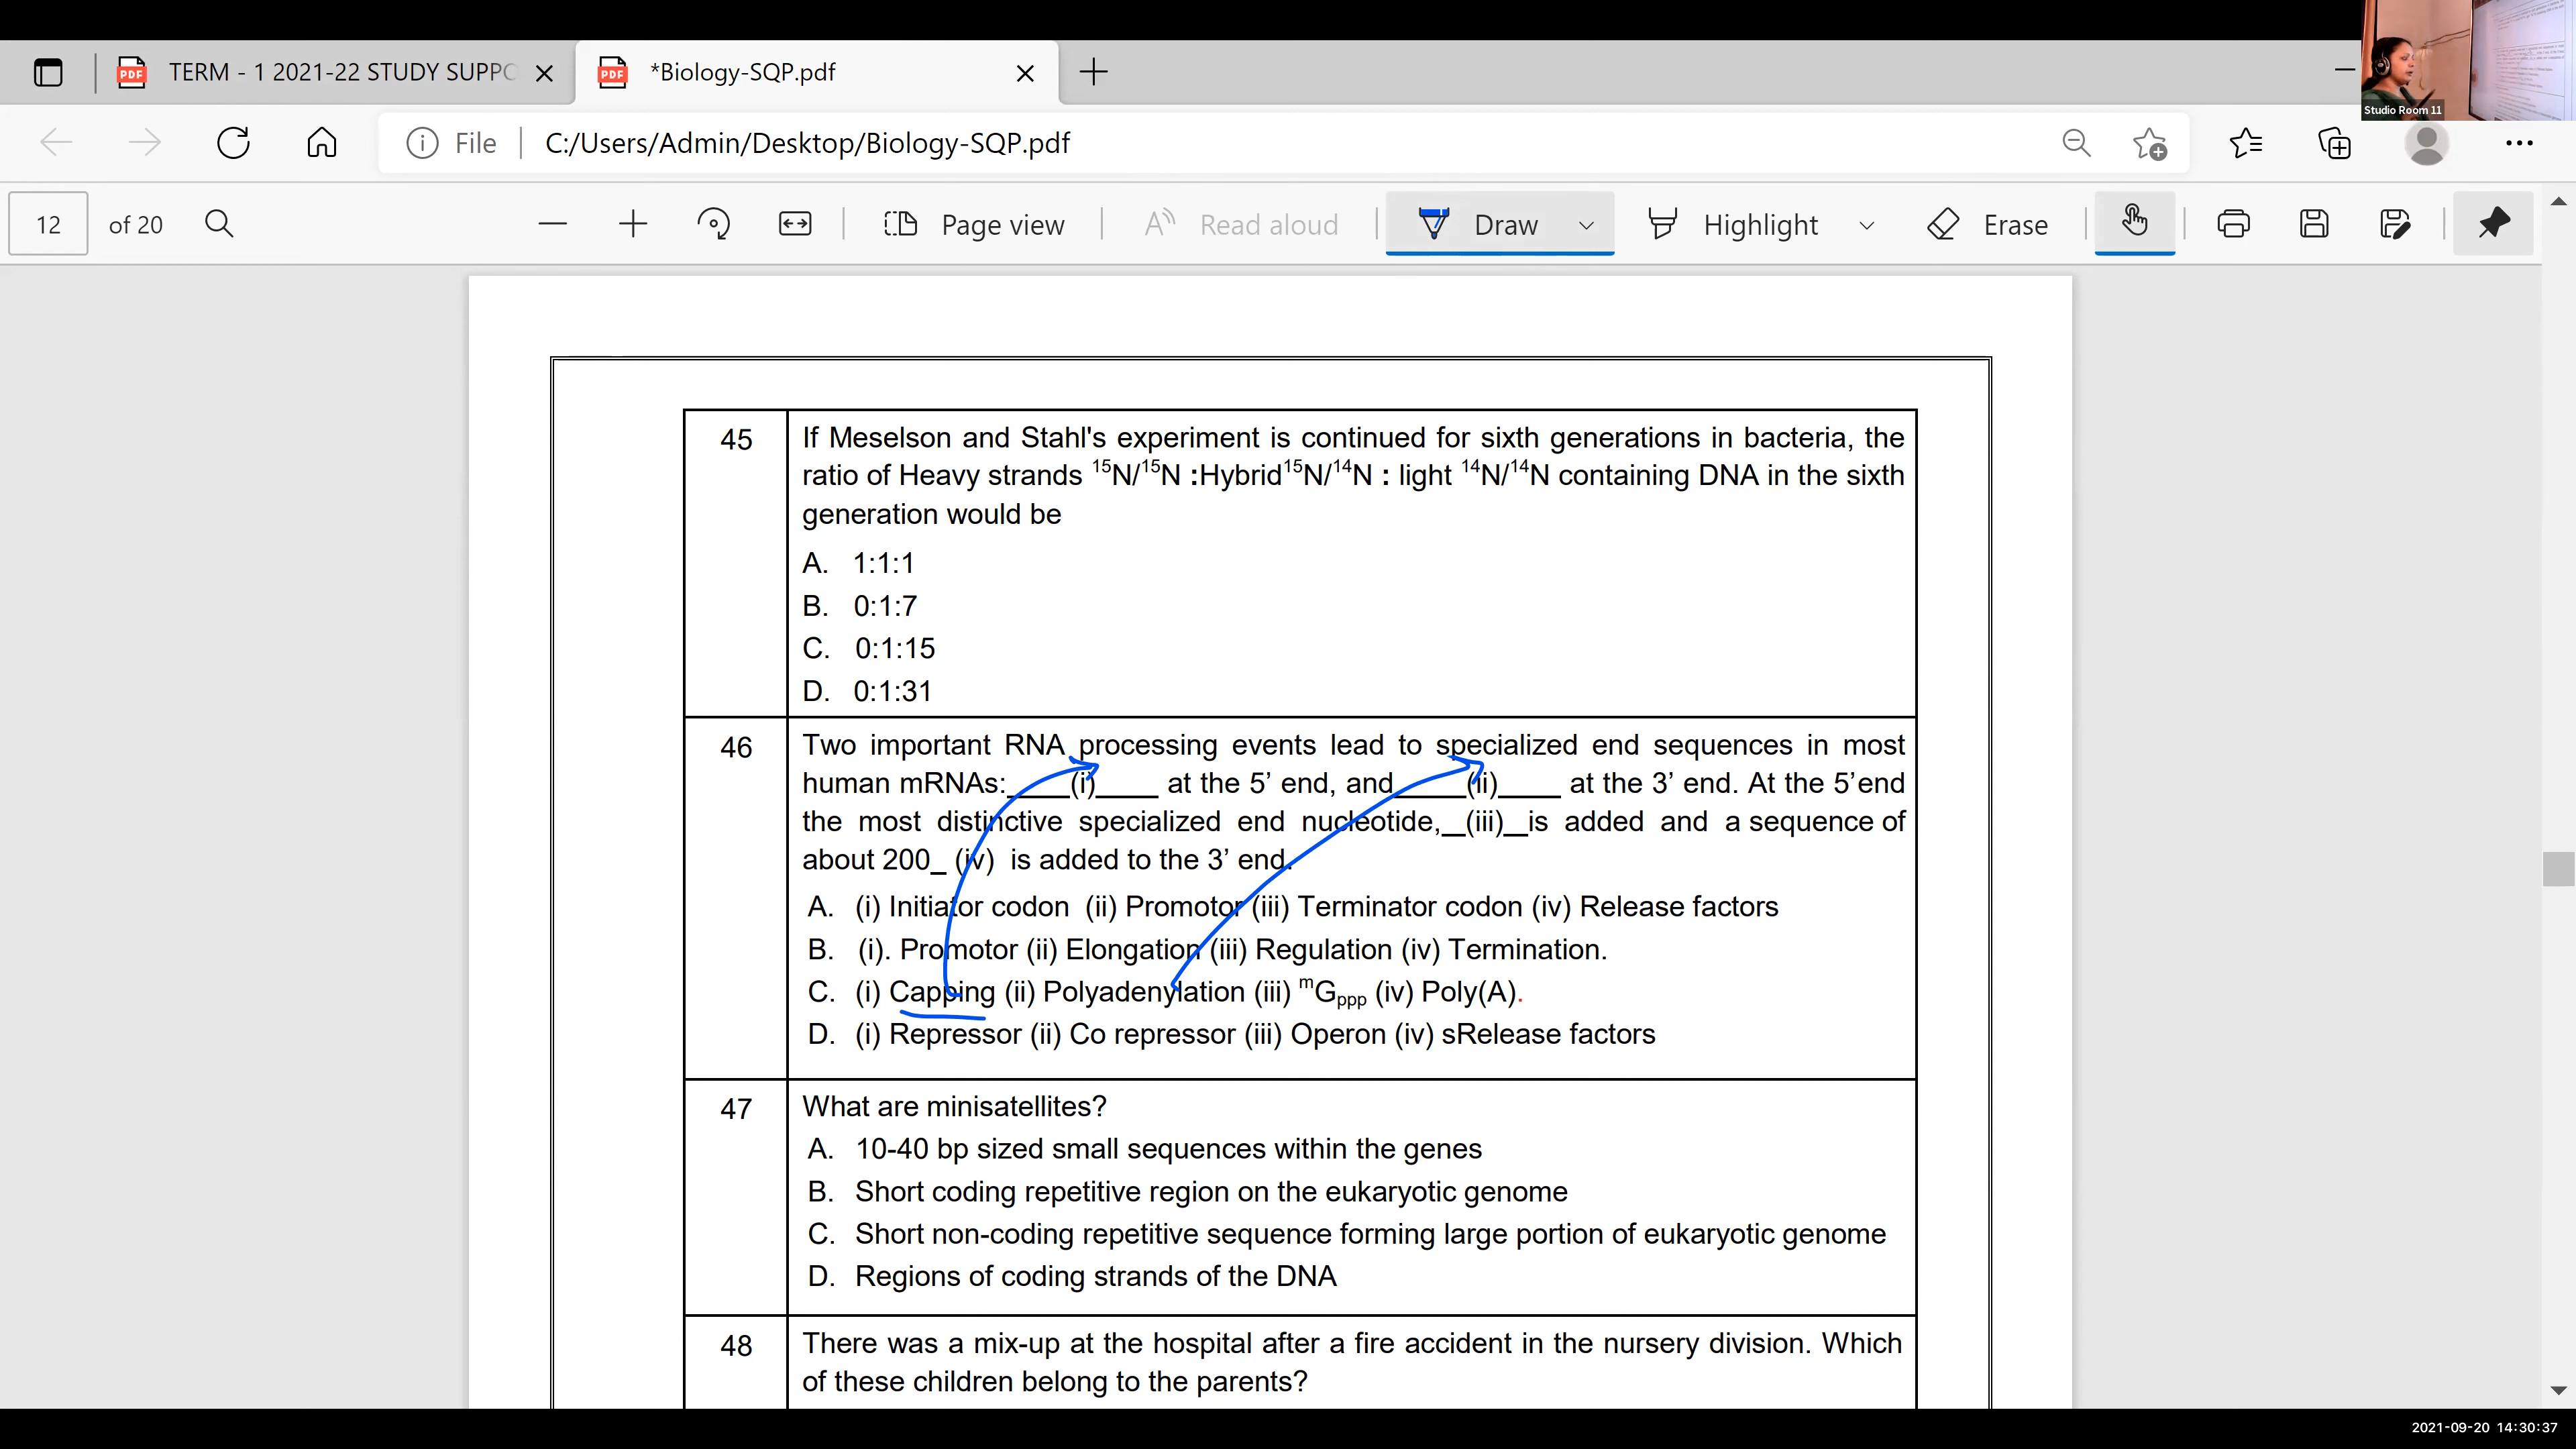 TERM - 1 2021-22 STUDY SUPPO
*Biology-SQP.pdf
Studio Room 11
File
C:/Users/Admin/Desktop/Biology-SQP.pdf
12 of 20
Page view
Read aloud
Draw
Highlight
Erase
45 If Meselson and Stahl's experiment is continued for sixth generations in bacteria, the
ratio of Heavy strands ¹⁵N/¹⁵N :Hybrid¹⁵N/¹⁴N : light ¹⁴N/¹⁴N containing DNA in the sixth
generation would be
A. 1:1:1
B. 0:1:7
C. 0:1:15
D. 0:1:31
46 Two important RNA processing events lead to specialized end sequences in most
human mRNAs:____(i)____ at the 5’ end, and____(ii)____ at the 3’ end. At the 5’end
the most distinctive specialized end nucleotide,_(iii)_is added and a sequence of
about 200_ (iv) is added to the 3’ end.
A. (i) Initiator codon (ii) Promotor (iii) Terminator codon (iv) Release factors
B. (i). Promotor (ii) Elongation (iii) Regulation (iv) Termination.
C. (i) Capping (ii) Polyadenylation (iii) ᵐGₚₚₚ (iv) Poly(A).
D. (i) Repressor (ii) Co repressor (iii) Operon (iv) sRelease factors
47 What are minisatellites?
A. 10-40 bp sized small sequences within the genes
B. Short coding repetitive region on the eukaryotic genome
C. Short non-coding repetitive sequence forming large portion of eukaryotic genome
D. Regions of coding strands of the DNA
48 There was a mix-up at the hospital after a fire accident in the nursery division. Which
of these children belong to the parents?
2021-09-20 14:30:37